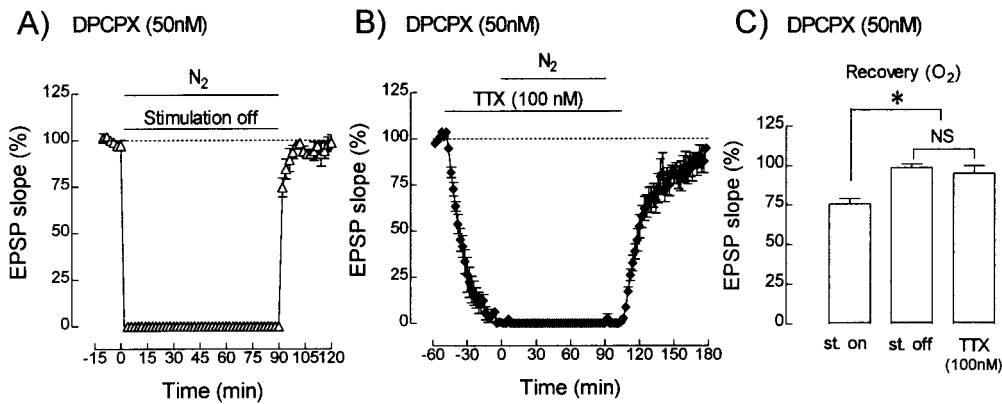 A) DPCPX (50nM)
N2
Stimulation off
EPSP slope (%)
125
100
75
50
25
0
-15 0 15 30 45 60 75 90 105 120
Time (min)
B) DPCPX (50nM)
N2
TTX (100 nM)
EPSP slope (%)
125
100
75
50
25
0
-60 -30 0 30 60 90 120 150 180
Time (min)
C) DPCPX (50nM)
Recovery (O2)
*
NS
EPSP slope (%)
125
100
75
50
25
0
st. on st. off TTX
(100nM)